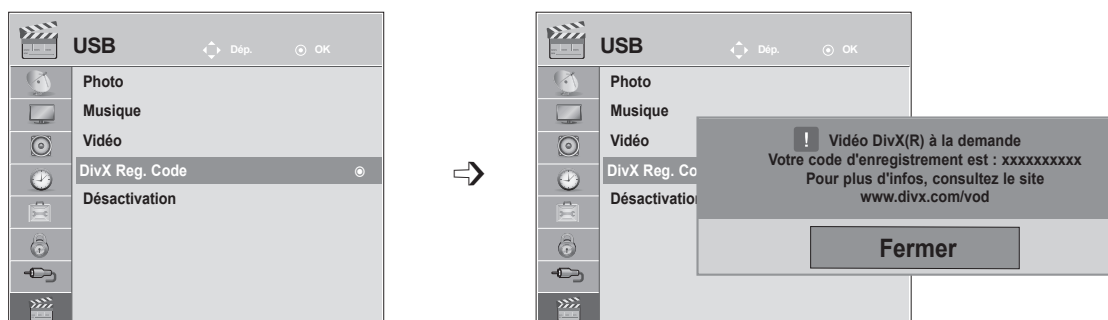 USB
Dép. OK
Photo
Musique
Vidéo
DivX Reg. Code
Désactivation
USB
Dép. OK
Photo
Musique
Vidéo
DivX Reg. Co
Désactivation
! Vidéo DivX(R) à la demande
Votre code d'enregistrement est : xxxxxxxxxx
Pour plus d'infos, consultez le site
www.divx.com/vod
Fermer